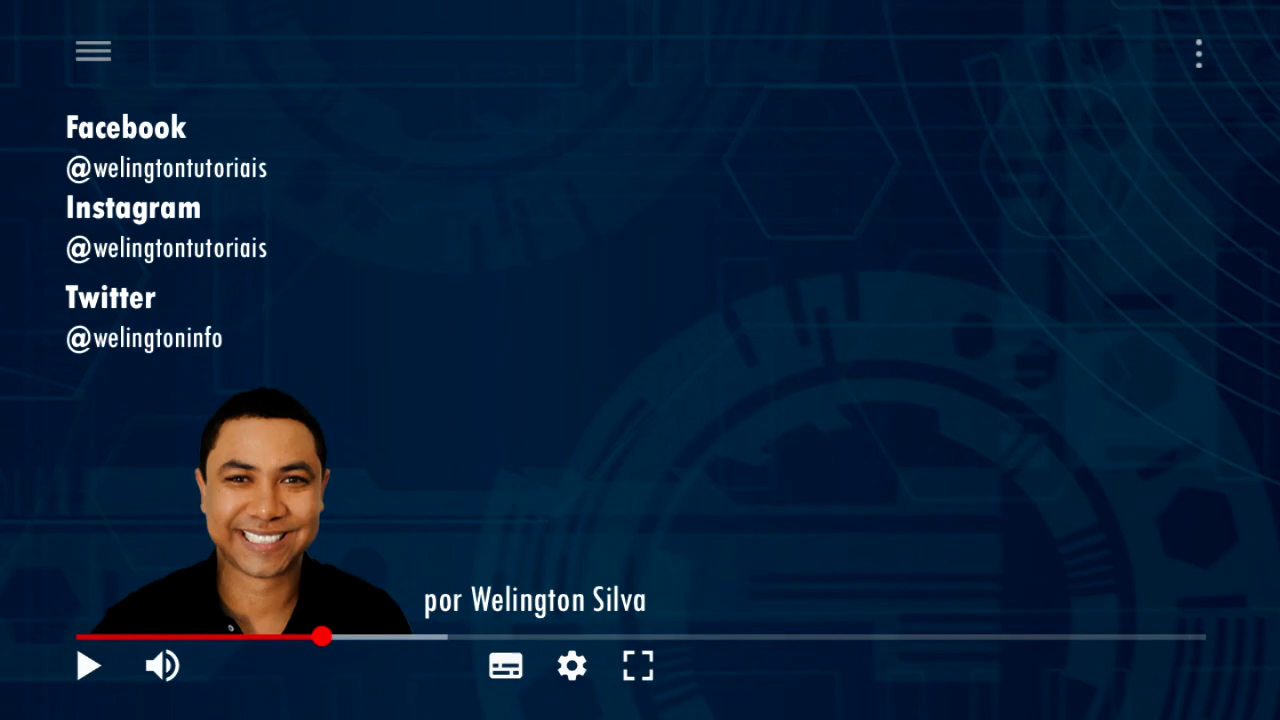 Facebook
@welingtontutoriais
Instagram
@welingtontutoriais
Twitter
@welingtoninfo
por Welington Silva